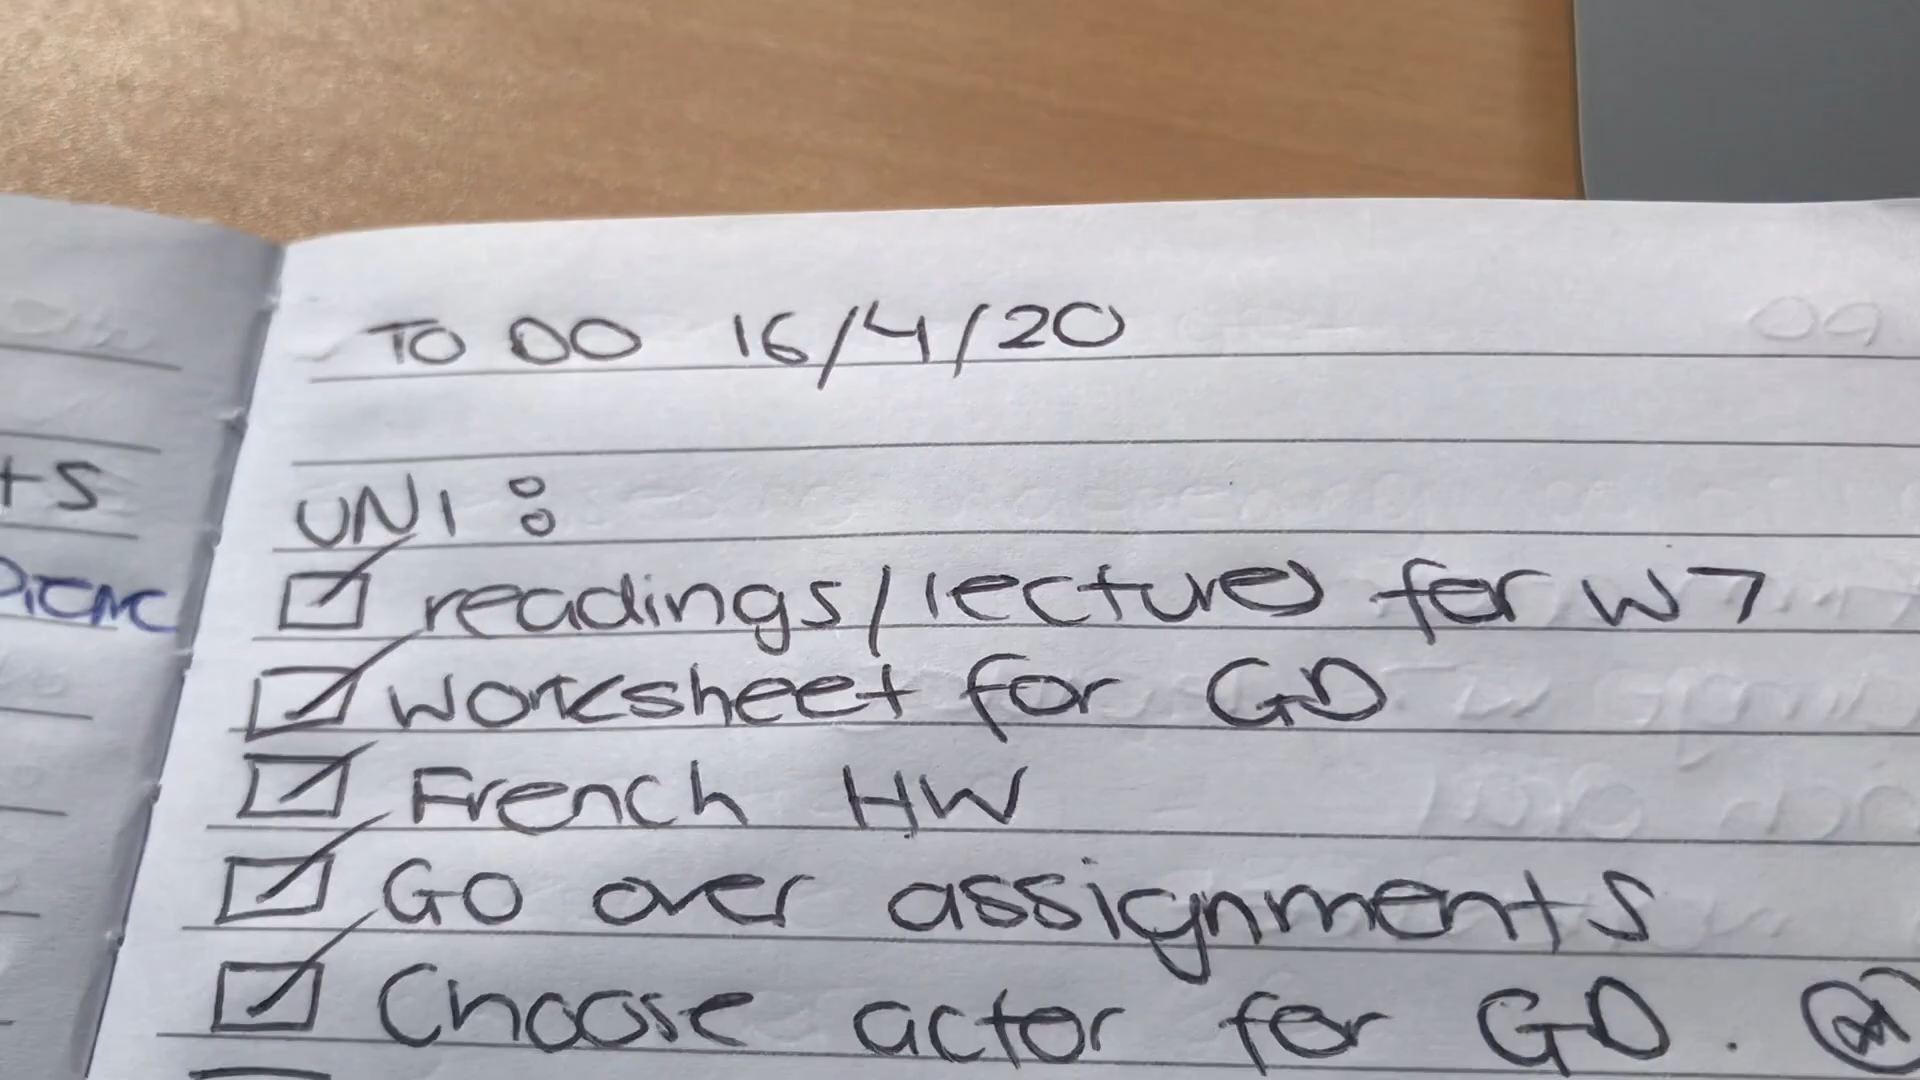 TO DO 16/4/20
UNI:
readings/lectures for W7
Worksheet for GD
French HW
Go over assignments
Choose actor for GD.